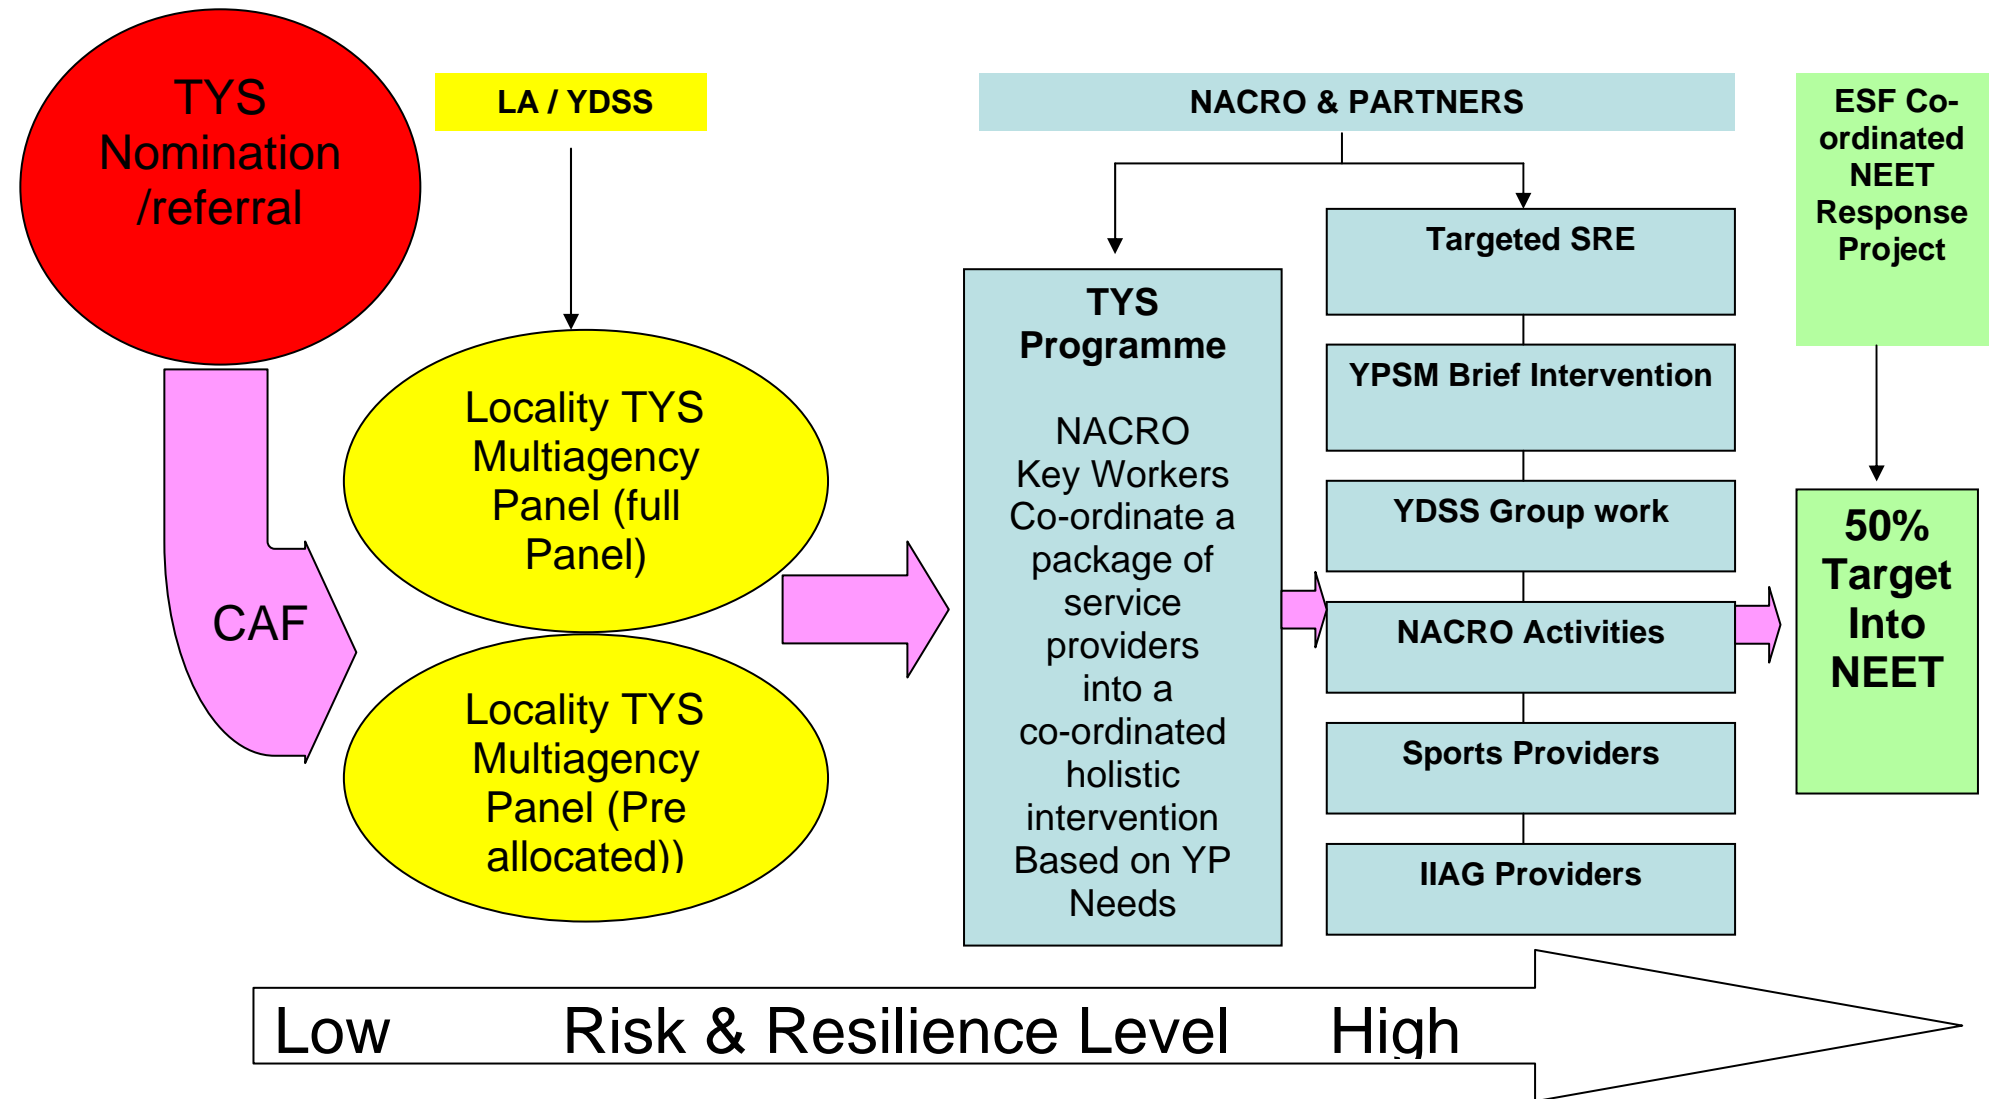 TYS
Nomination
/referral
LA / YDSS
NACRO & PARTNERS
ESF Co-
ordinated
NEET
Response
Project
CAF
Locality TYS
Multiagency
Panel (full
Panel)
Locality TYS
Multiagency
Panel (Pre
allocated))
TYS
Programme
NACRO
Key Workers
Co-ordinate a
package of
service
providers
into a
co-ordinated
holistic
intervention
Based on YP
Needs
Targeted SRE
YPSM Brief Intervention
YDSS Group work
NACRO Activities
Sports Providers
IIAG Providers
50%
Target
Into
NEET
Low Risk & Resilience Level High